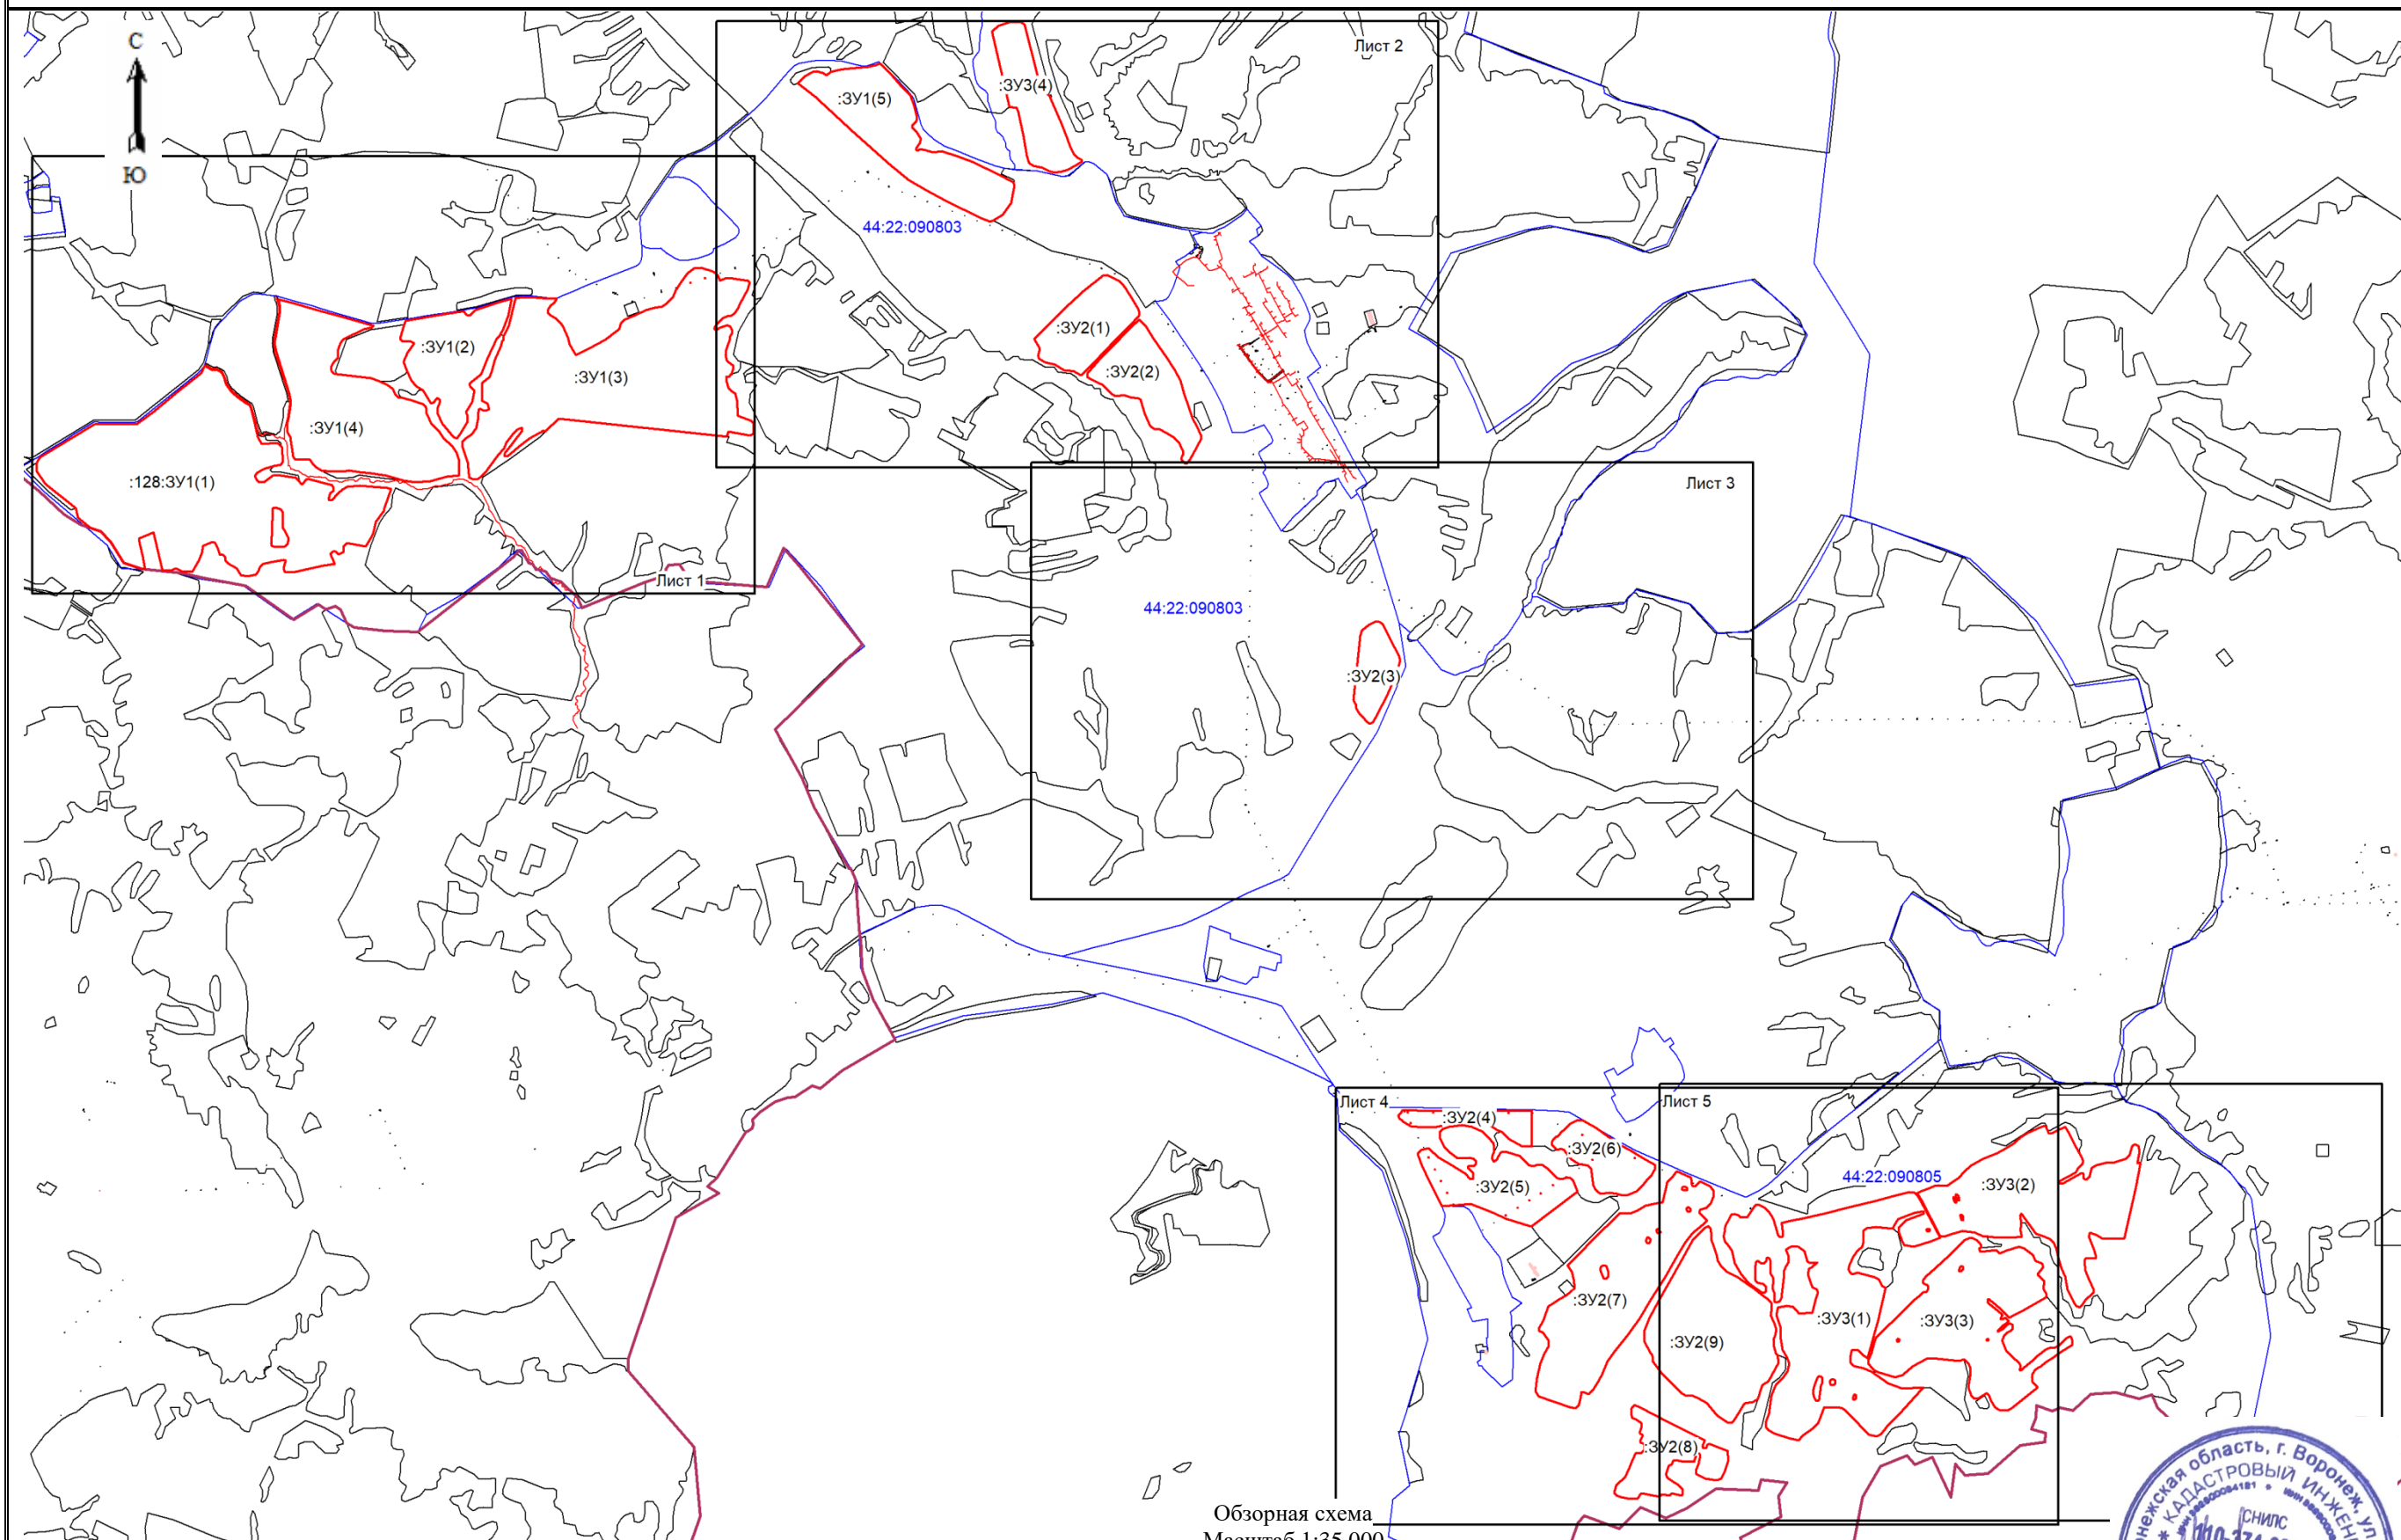 С
Ю
Лист 2
:ЗУ3(4)
:ЗУ1(5)
44:22:090803
:ЗУ2(1)
:ЗУ1(2)
:ЗУ2(2)
:ЗУ1(3)
:ЗУ1(4)
:128:ЗУ1(1)
Лист 3
Лист 1
44:22:090803
:ЗУ2(3)
Лист 4
Лист 5
:ЗУ2(4)
:ЗУ2(6)
44:22:090805
:ЗУ2(5)
:ЗУ3(2)
:ЗУ2(7)
:ЗУ3(1)
:ЗУ3(3)
:ЗУ2(9)
:ЗУ2(8)
Обзорная схема
Масштаб 1:35 000
область, г. Воронеж, ул
КАДАСТРОВЫЙ
СНИЛС